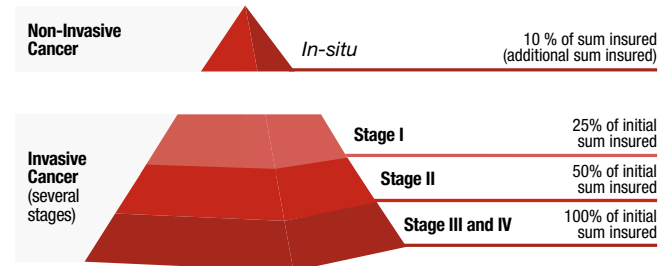 Non-Invasive
Cancer
In-situ
10 % of sum insured
(additional sum insured)
Stage I
25% of initial
sum insured
Invasive
Cancer
(several
stages)
Stage II
50% of initial
sum insured
Stage III and IV
100% of initial
sum insured